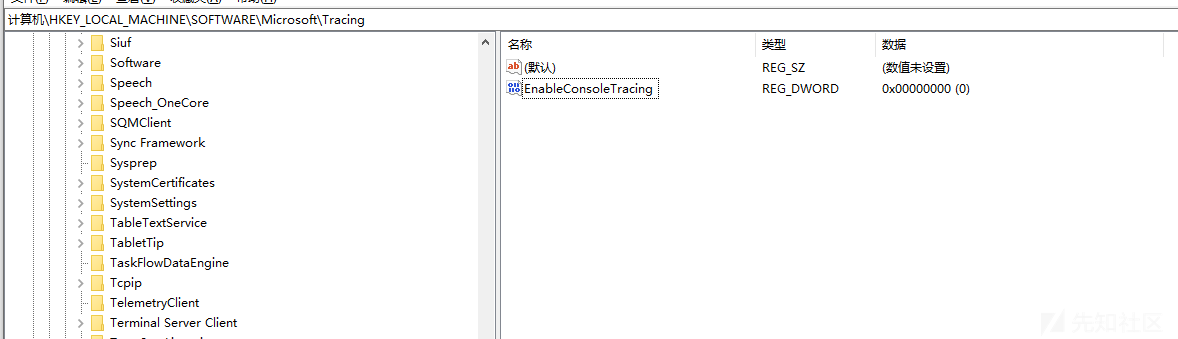 计算机\HKEY_LOCAL_MACHINE\SOFTWARE\Microsoft\Tracing
Siuf
Software
Speech
Speech_OneCore
SQMClient
Sync Framework
Sysprep
SystemCertificates
SystemSettings
TableTextService
TabletTip
TaskFlowDataEngine
Tcpip
TelemetryClient
Terminal Server Client
名称 类型 数据
(默认) REG_SZ (数值未设置)
EnableConsoleTracing REG_DWORD 0x00000000 (0)
先知社区